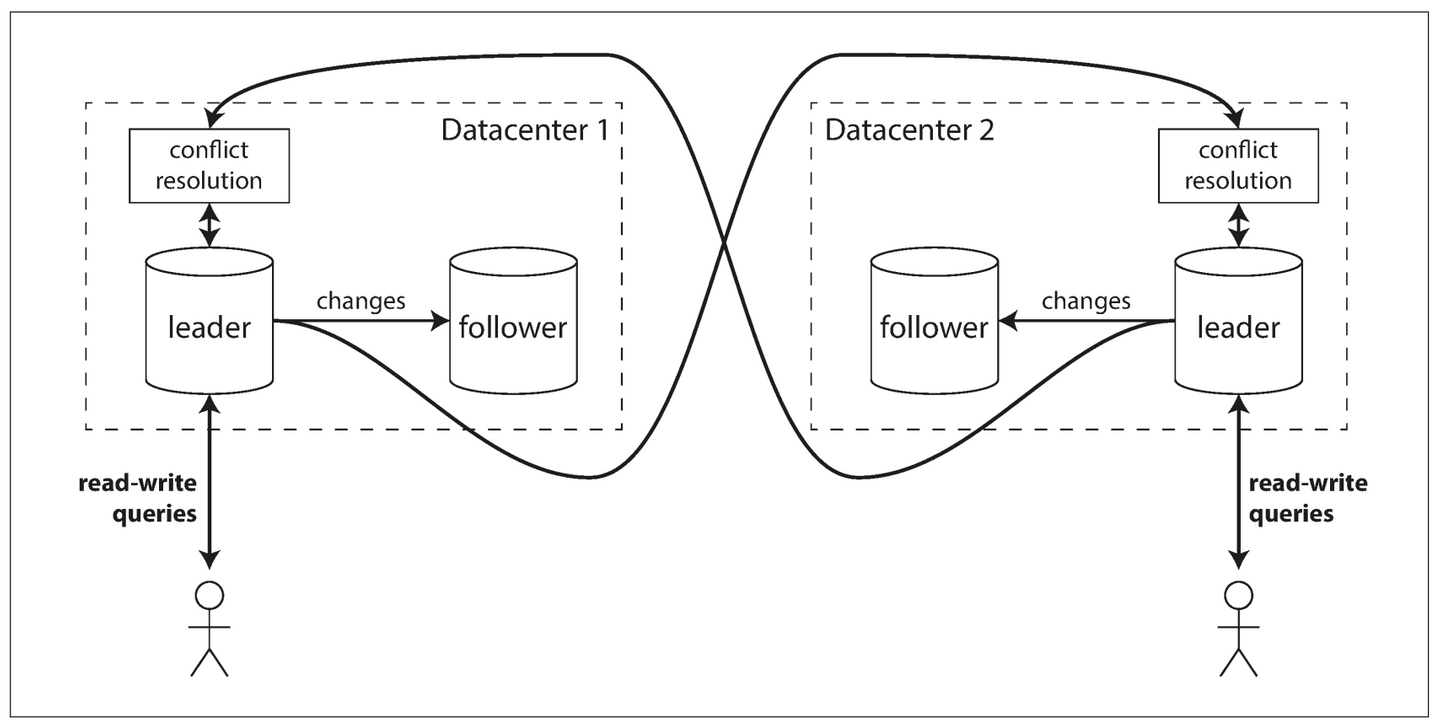 Datacenter 1
conflict
resolution
leader
changes
follower
read-write
queries
Datacenter 2
conflict
resolution
follower
changes
leader
read-write
queries